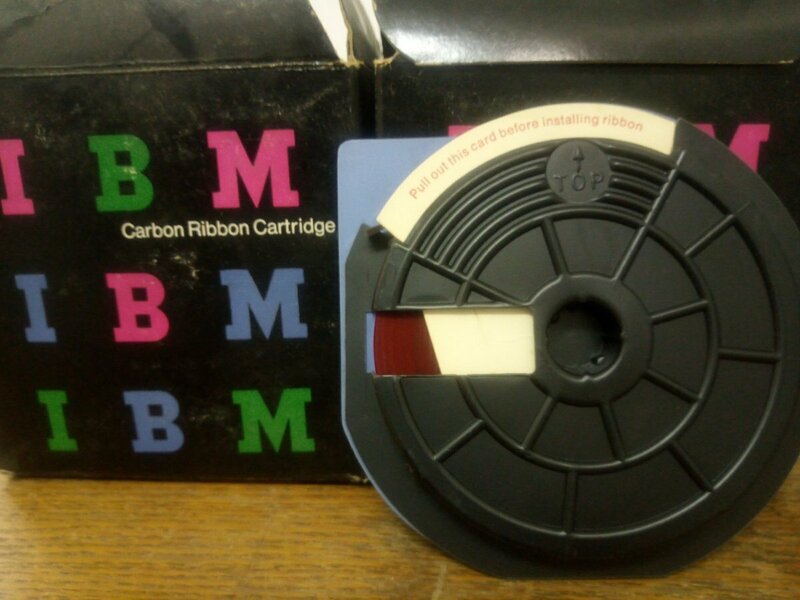 I B M
Carbon Ribbon Cartridge
I B M
I B M
M
Pull out this card before installing ribbon
TOP